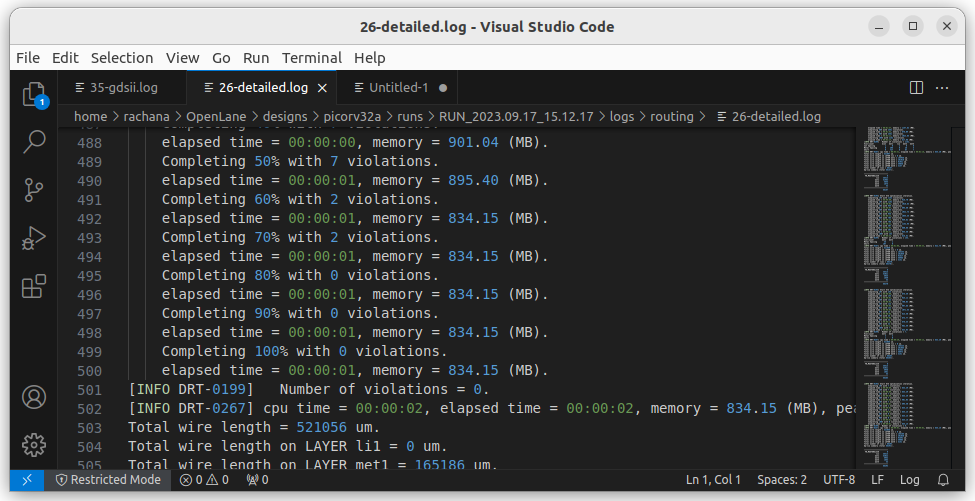 26-detailed.log - Visual Studio Code
File Edit Selection View Go Run Terminal Help
35-gdsii.log 26-detailed.log Untitled-1
home > rachana > OpenLane > designs > picorv32a > runs > RUN_2023.09.17_15.12.17 > logs > routing > 26-detailed.log
488 elapsed time = 00:00:00, memory = 901.04 (MB).
489 Completing 50% with 7 violations.
490 elapsed time = 00:00:01, memory = 895.40 (MB).
491 Completing 60% with 2 violations.
492 elapsed time = 00:00:01, memory = 834.15 (MB).
493 Completing 70% with 2 violations.
494 elapsed time = 00:00:01, memory = 834.15 (MB).
495 Completing 80% with 0 violations.
496 elapsed time = 00:00:01, memory = 834.15 (MB).
497 Completing 90% with 0 violations.
498 elapsed time = 00:00:01, memory = 834.15 (MB).
499 Completing 100% with 0 violations.
500 elapsed time = 00:00:01, memory = 834.15 (MB).
501 [INFO DRT-0199] Number of violations = 0.
502 [INFO DRT-0267] cpu time = 00:00:02, elapsed time = 00:00:02, memory = 834.15 (MB), pea
503 Total wire length = 521056 um.
504 Total wire length on LAYER li1 = 0 um.
505 Total wire length on LAYER met1 = 165186 um.
1
Restricted Mode 0 0 0 Ln 1, Col 1 Spaces: 2 UTF-8 LF Log